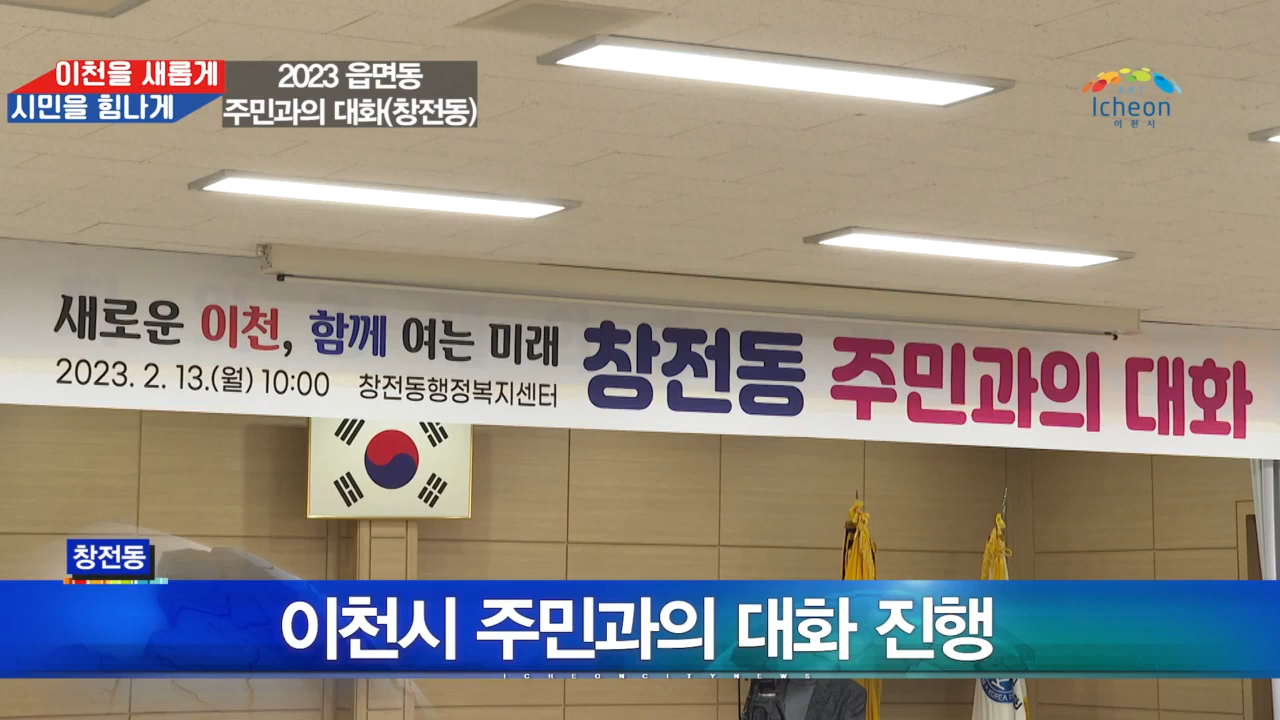 이천을 새롭게
시민을 힘나게
2023 읍면동
주민과의 대화(창전동)
Icheon
이천시
새로운 이천, 함께 여는 미래
2023. 2. 13.(월) 10:00 창전동행정복지센터
창전동 주민과의 대화
창전동
이천시 주민과의 대화 진행
ICHEONCITYNEWS